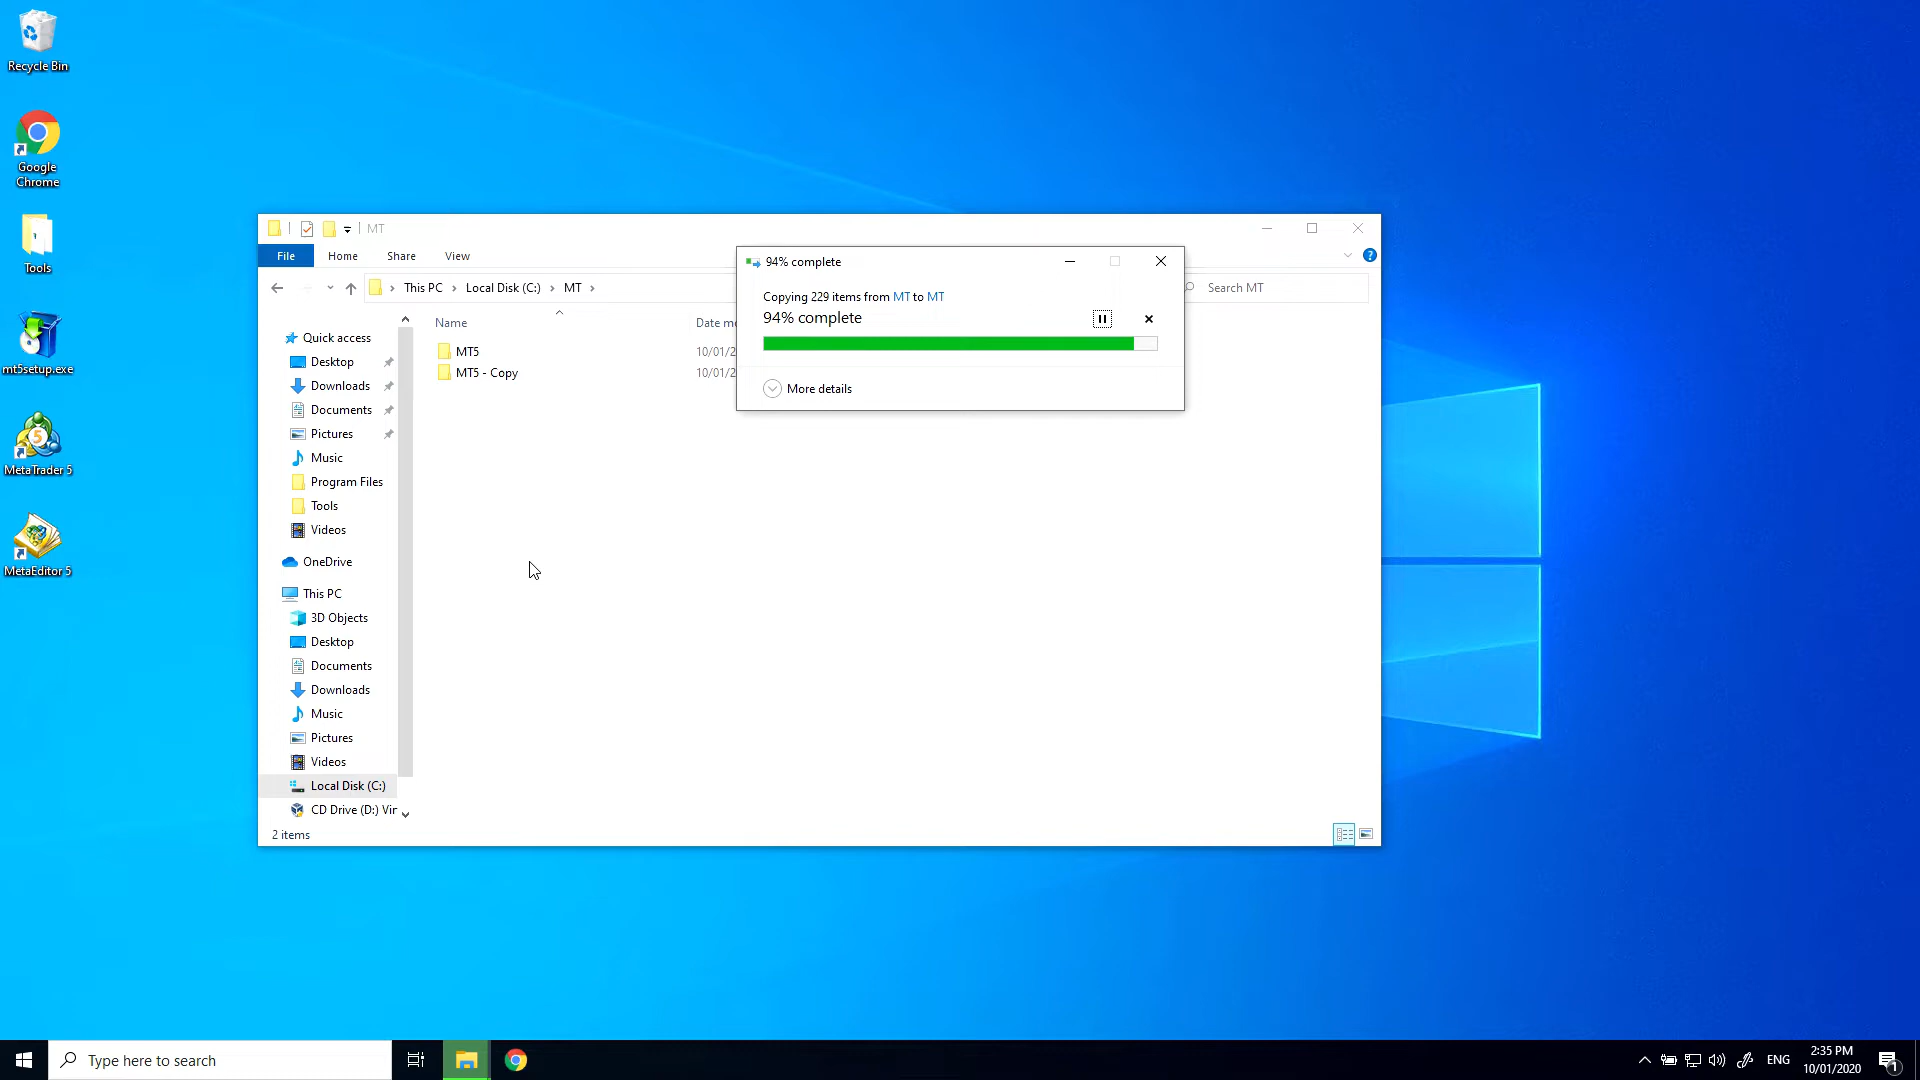 Recycle Bin
Google
Chrome
Tools
mt5setup.exe
MetaTrader 5
MetaEditor 5
MT
File
Home
Share
View
This PC
Local Disk (C:)
MT
Search MT
Name
Date mo
MT5
10/01/2
MT5 - Copy
10/01/2
94% complete
Copying 229 items from MT to MT
94% complete
More details
Quick access
Desktop
Downloads
Documents
Pictures
Music
Program Files
Tools
Videos
OneDrive
This PC
3D Objects
Desktop
Documents
Downloads
Music
Pictures
Videos
Local Disk (C:)
CD Drive (D:) Vir
2 items
Type here to search
ENG
2:35 PM
10/01/2020
1